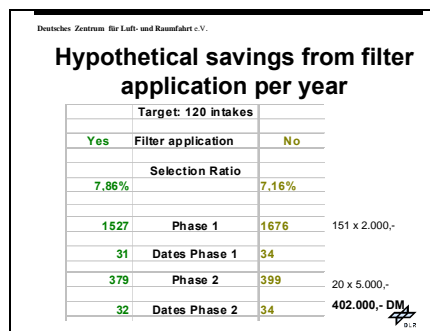 Deutsches Zentrum für Luft- und Raumfahrt e.V.
Hypothetical savings from filter
application per year
Target: 120 intakes
Yes Filter application No
Selection Ratio
7,86% 7,16%
1527 Phase 1 1676 151 x 2.000,-
31 Dates Phase 1 34
379 Phase 2 399 20 x 5.000,-
32 Dates Phase 2 34 402.000,- DM
DLR